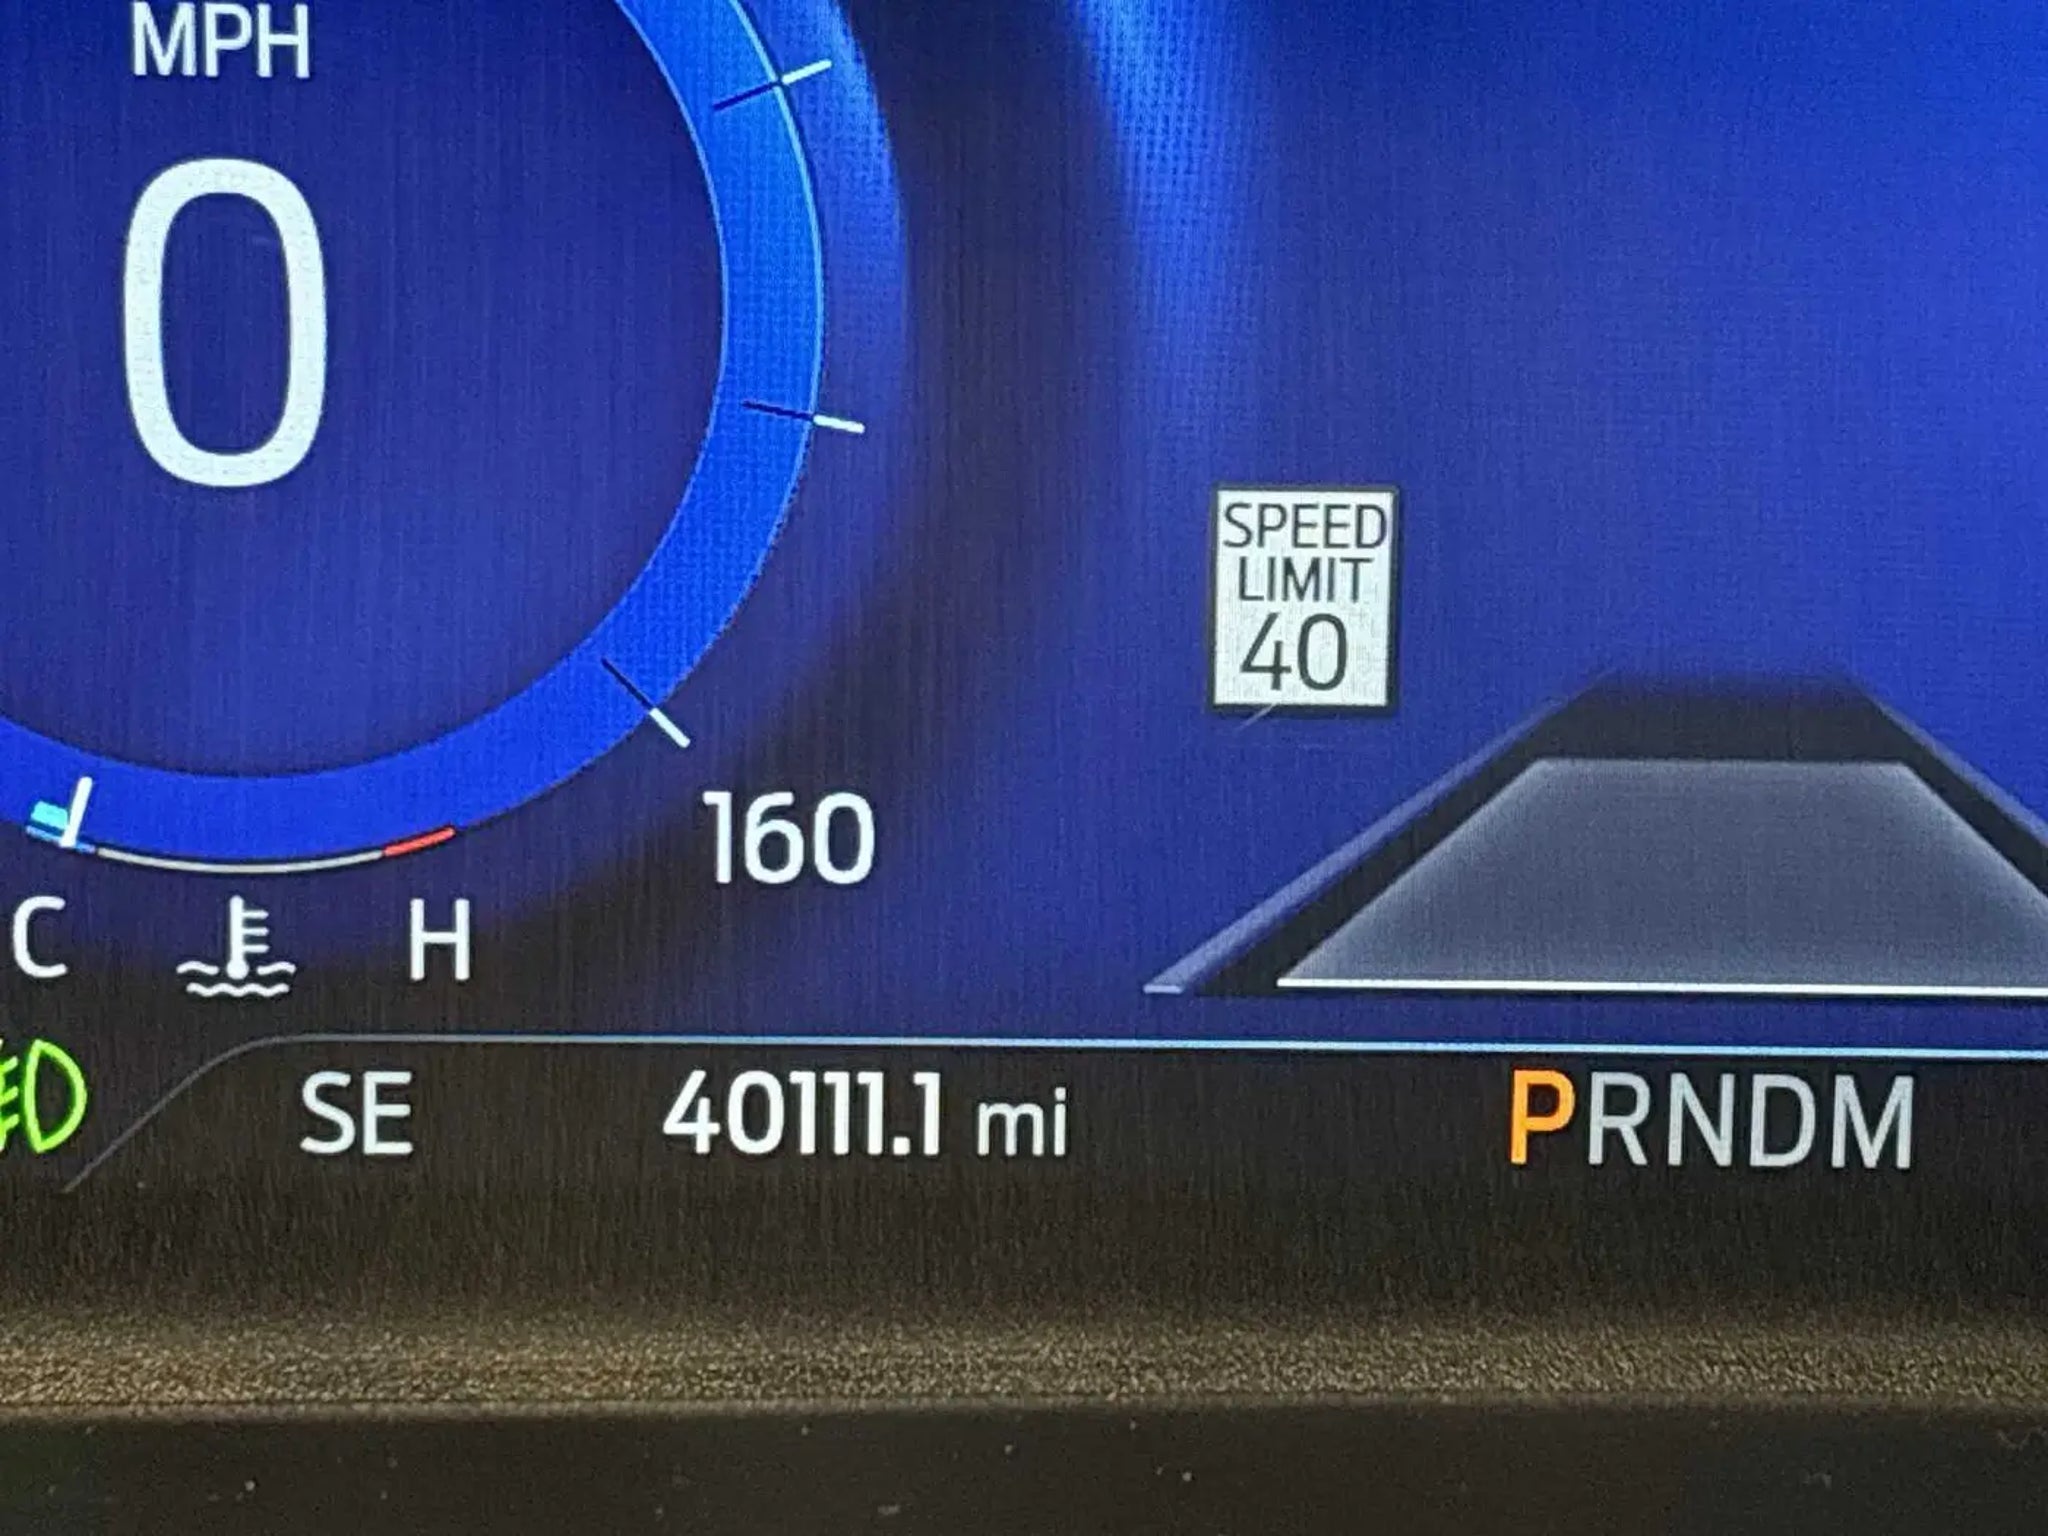 MPH
0
SPEED
LIMIT
40
160
C H
SE 40111.1 mi PRNDM